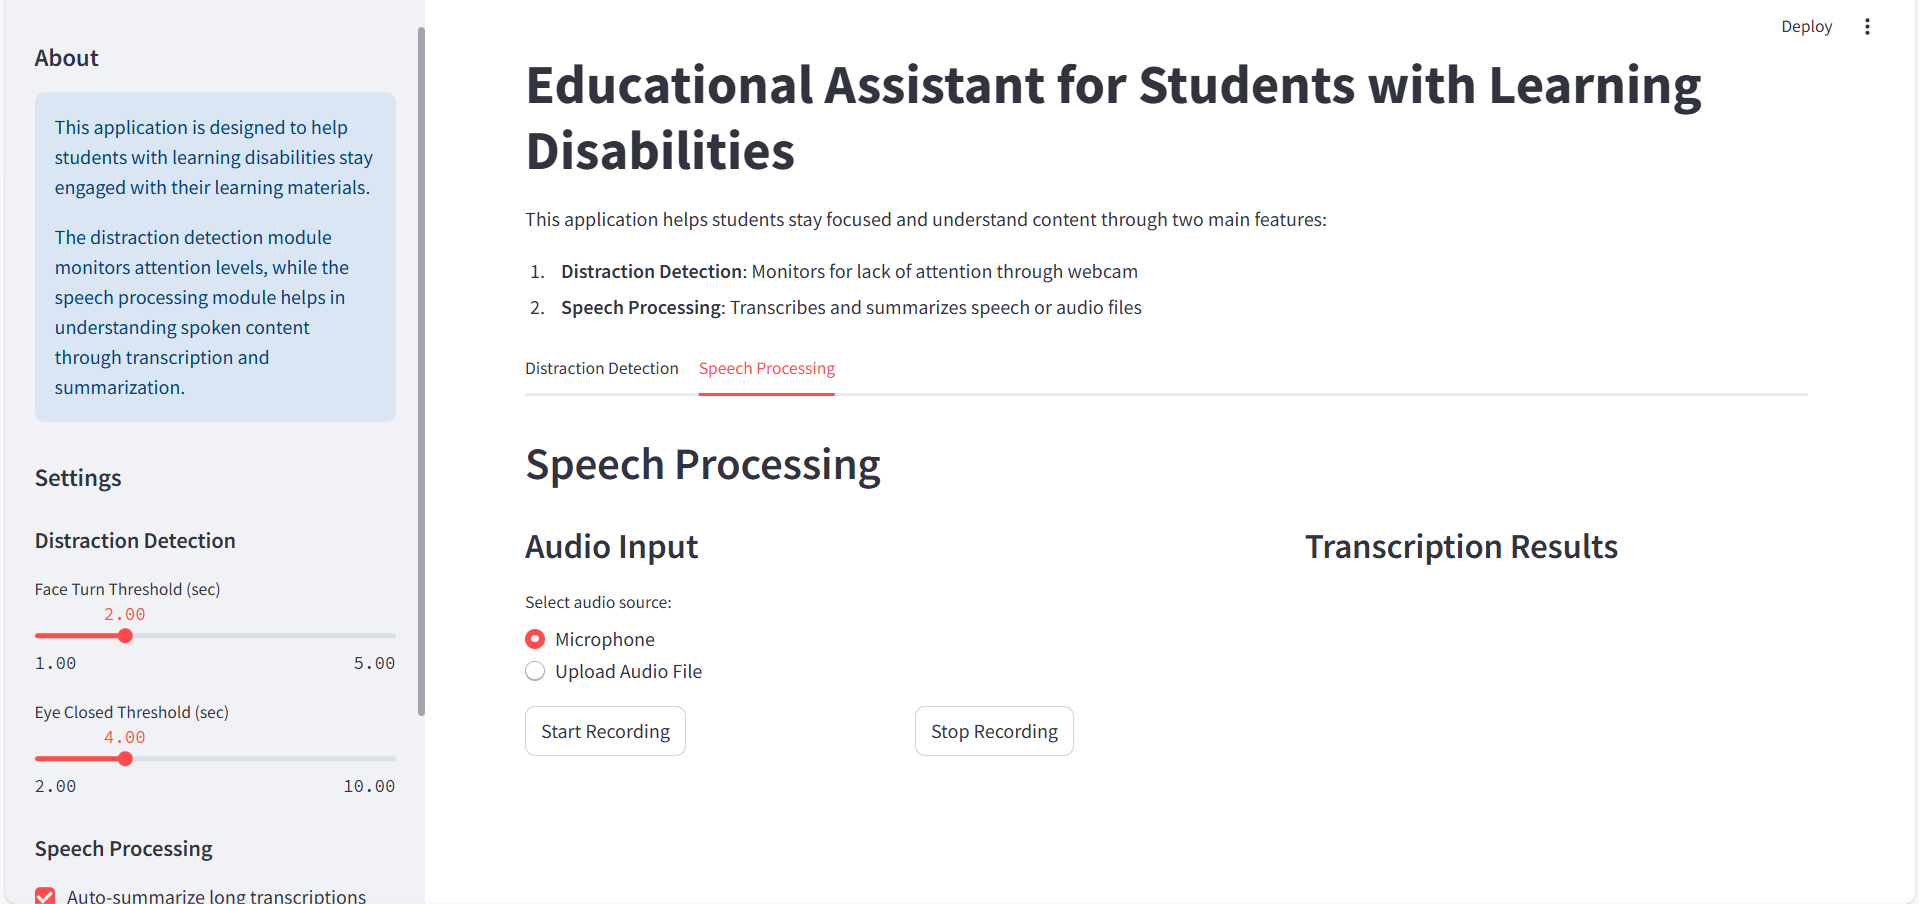 About
This application is designed to help
students with learning disabilities stay
engaged with their learning materials.
The distraction detection module
monitors attention levels, while the
speech processing module helps in
understanding spoken content
through transcription and
summarization.
Settings
Distraction Detection
Face Turn Threshold (sec)
2.00
1.00 5.00
Eye Closed Threshold (sec)
4.00
2.00 10.00
Speech Processing
Auto-summarize long transcriptions
Deploy
Educational Assistant for Students with Learning
Disabilities
This application helps students stay focused and understand content through two main features:
1. Distraction Detection: Monitors for lack of attention through webcam
2. Speech Processing: Transcribes and summarizes speech or audio files
Distraction Detection Speech Processing
Speech Processing
Audio Input
Select audio source:
Microphone
Upload Audio File
Start Recording Stop Recording
Transcription Results